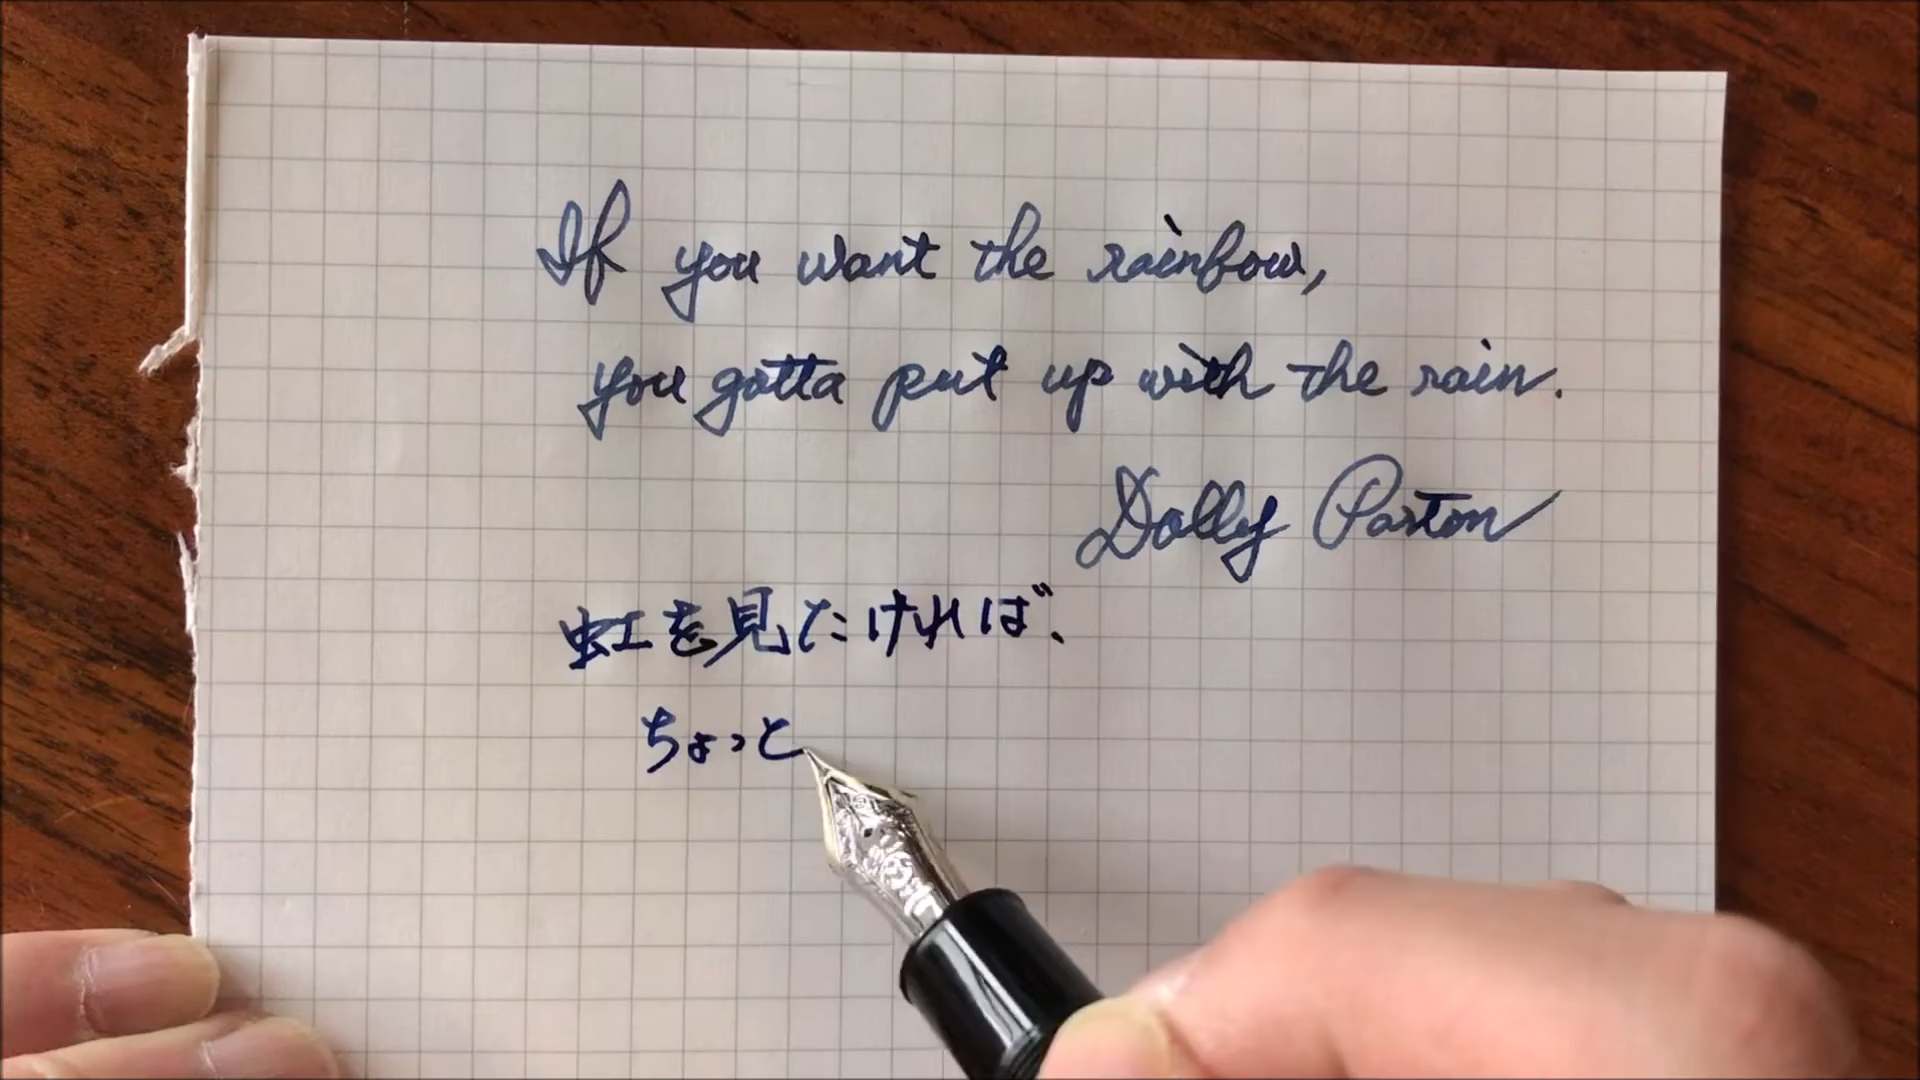 If you want the rainbow,
you gotta put up with the rain.
Dolly Parton
虹を見たければ、
ちょっと